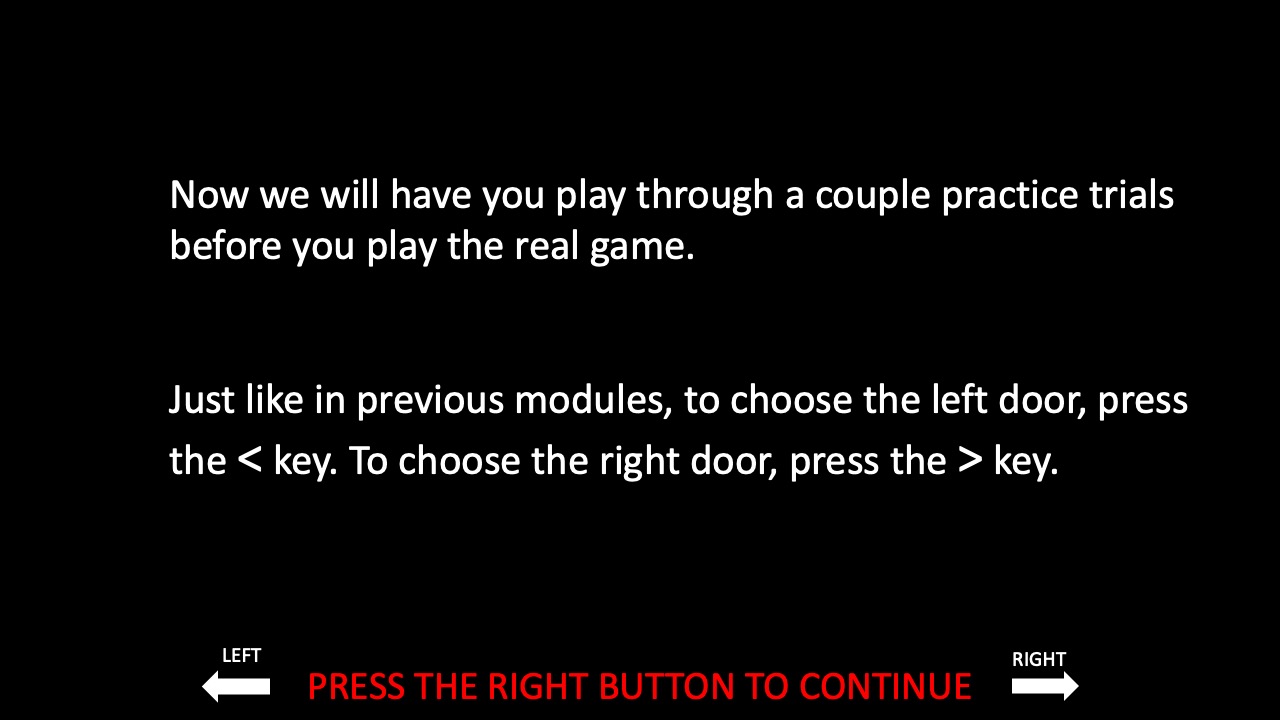 Now we will have you play through a couple practice trials
before you play the real game.
Just like in previous modules, to choose the left door, press
the < key. To choose the right door, press the > key.
LEFT
RIGHT
PRESS THE RIGHT BUTTON TO CONTINUE